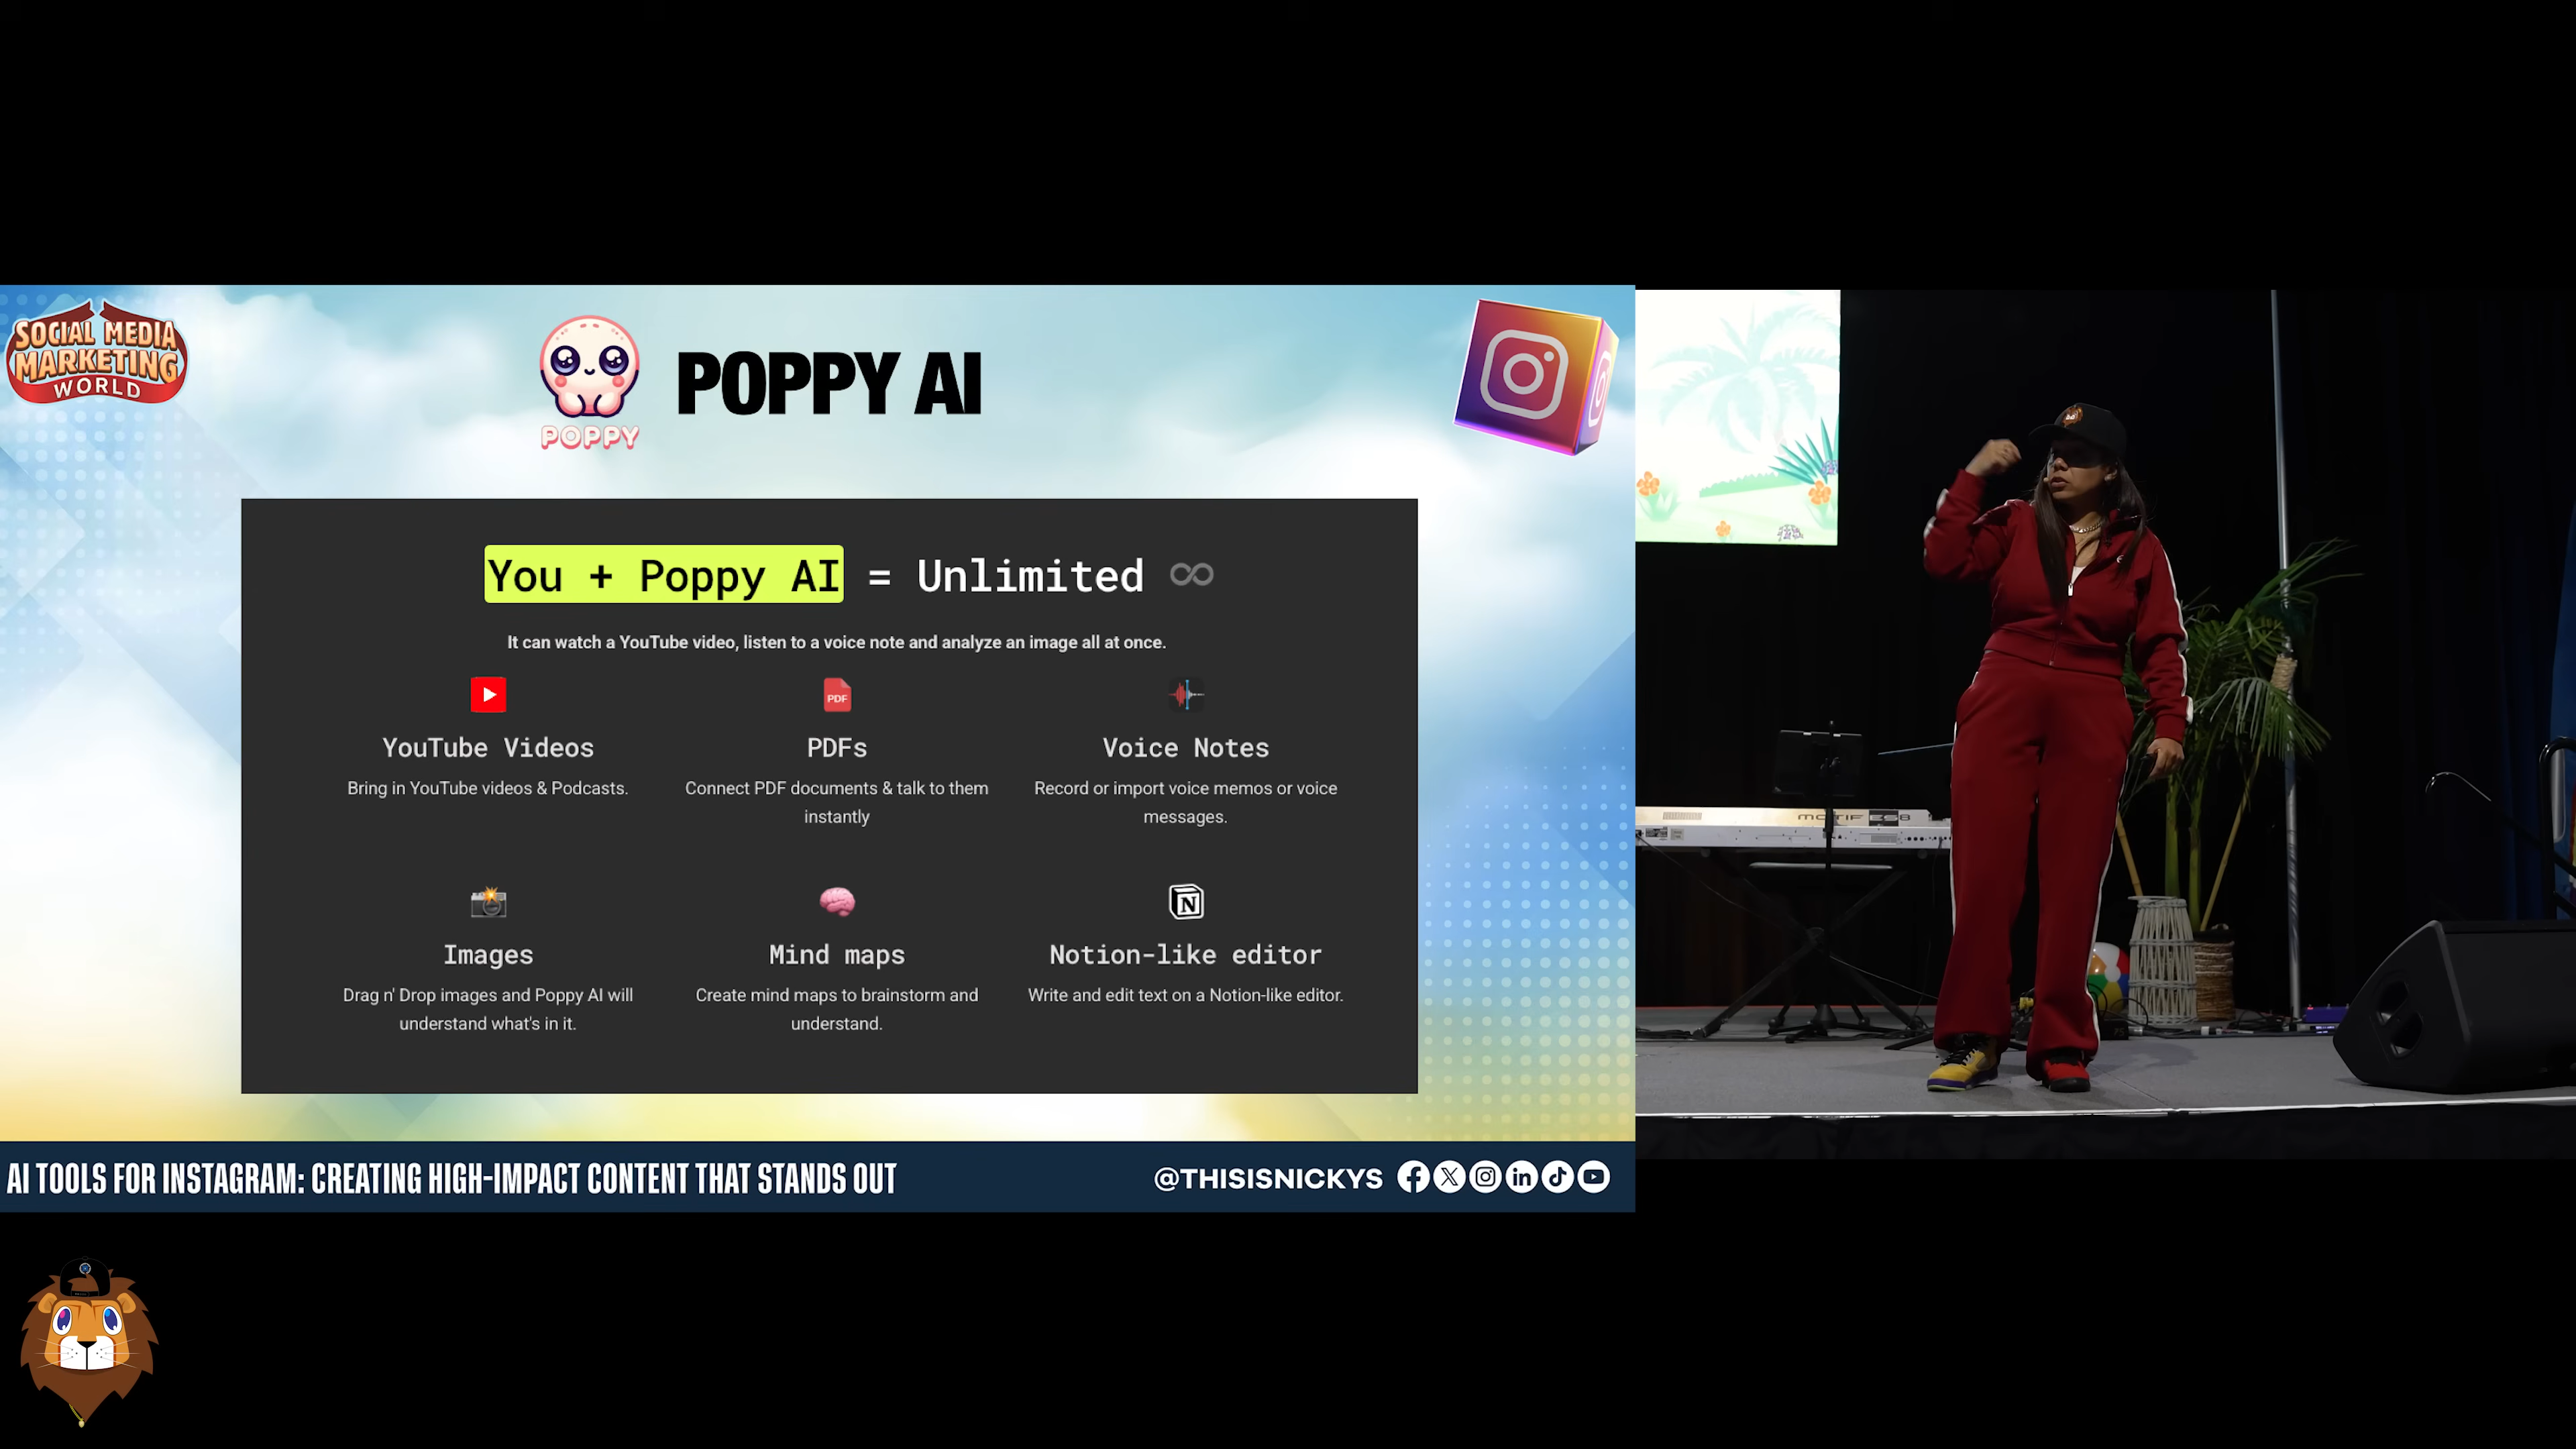 SOCIAL MEDIA
MARKETING
WORLD
POPPY
POPPY AI
You + Poppy AI = Unlimited ∞
It can watch a YouTube video, listen to a voice note and analyze an image all at once.
YouTube Videos
Bring in YouTube videos & Podcasts.
PDF
PDFs
Connect PDF documents & talk to them
instantly
Voice Notes
Record or import voice memos or voice
messages.
Images
Drag n' Drop images and Poppy AI will
understand what's in it.
Mind maps
Create mind maps to brainstorm and
understand.
N
Notion-like editor
Write and edit text on a Notion-like editor.
AI TOOLS FOR INSTAGRAM: CREATING HIGH-IMPACT CONTENT THAT STANDS OUT
@THISISNICKYS
MOTIF ES8